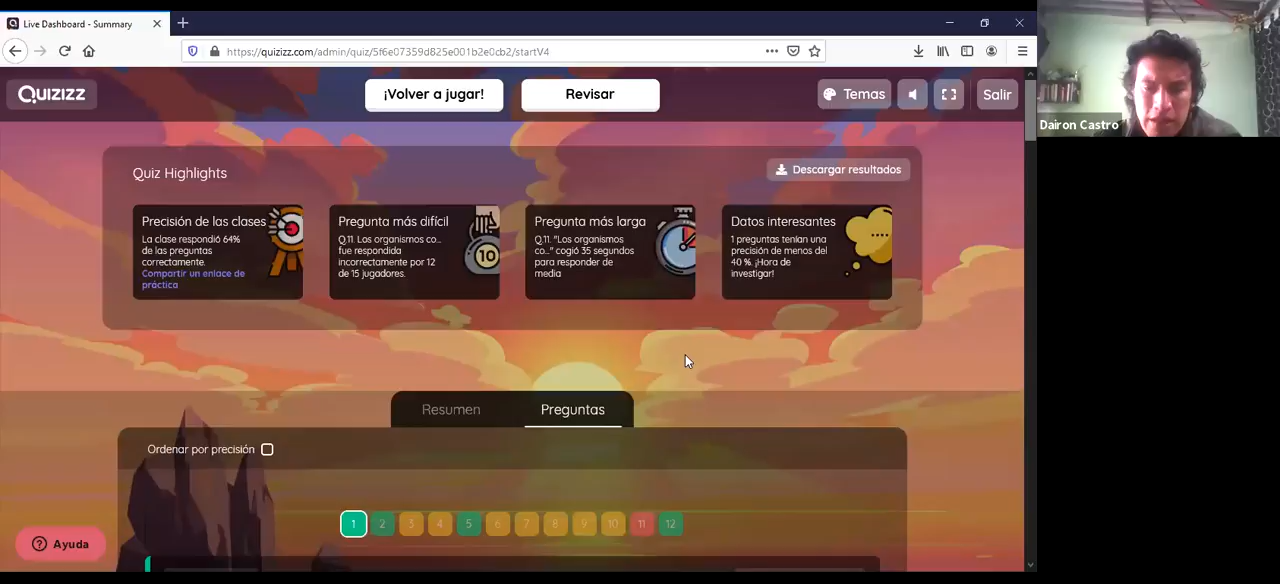 Live Dashboard - Summary
https://quizizz.com/admin/quiz/5f6e07359d825e001b2e0cb2/startV4
QUIZIZZ
¡Volver a jugar!
Revisar
Temas
Salir
Dairon Castro
Quiz Highlights
Descargar resultados
Precisión de las clases
La clase respondió 64%
de las preguntas
correctamente.
Compartir un enlace de
práctica
Pregunta más difícil
Q.11. Los organismos co...
fue respondida
incorrectamente por 12
de 15 jugadores.
10
Pregunta más larga
Q.11. "Los organismos
co..." cogió 35 segundos
para responder de
media
Datos interesantes
1 preguntas tenían una
precisión de menos del
40 %. ¡Hora de
investigar!
Resumen
Preguntas
Ordenar por precisión
1 2 3 4 5 6 7 8 9 10 11 12
Ayuda